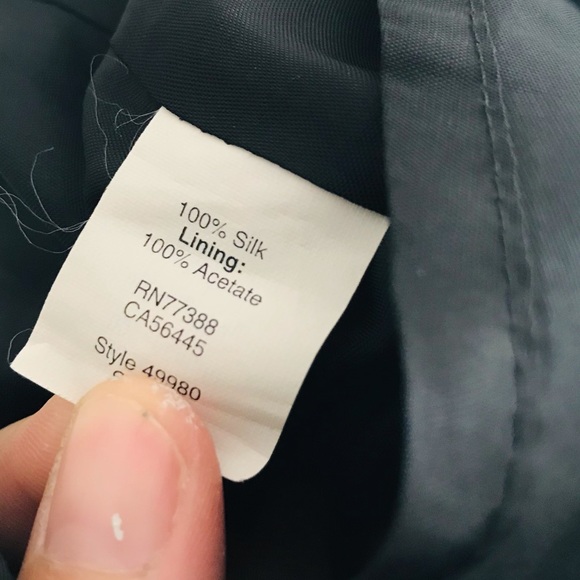 100% Silk
Lining:
100% Acetate
RN77388
CA56445
Style 49980